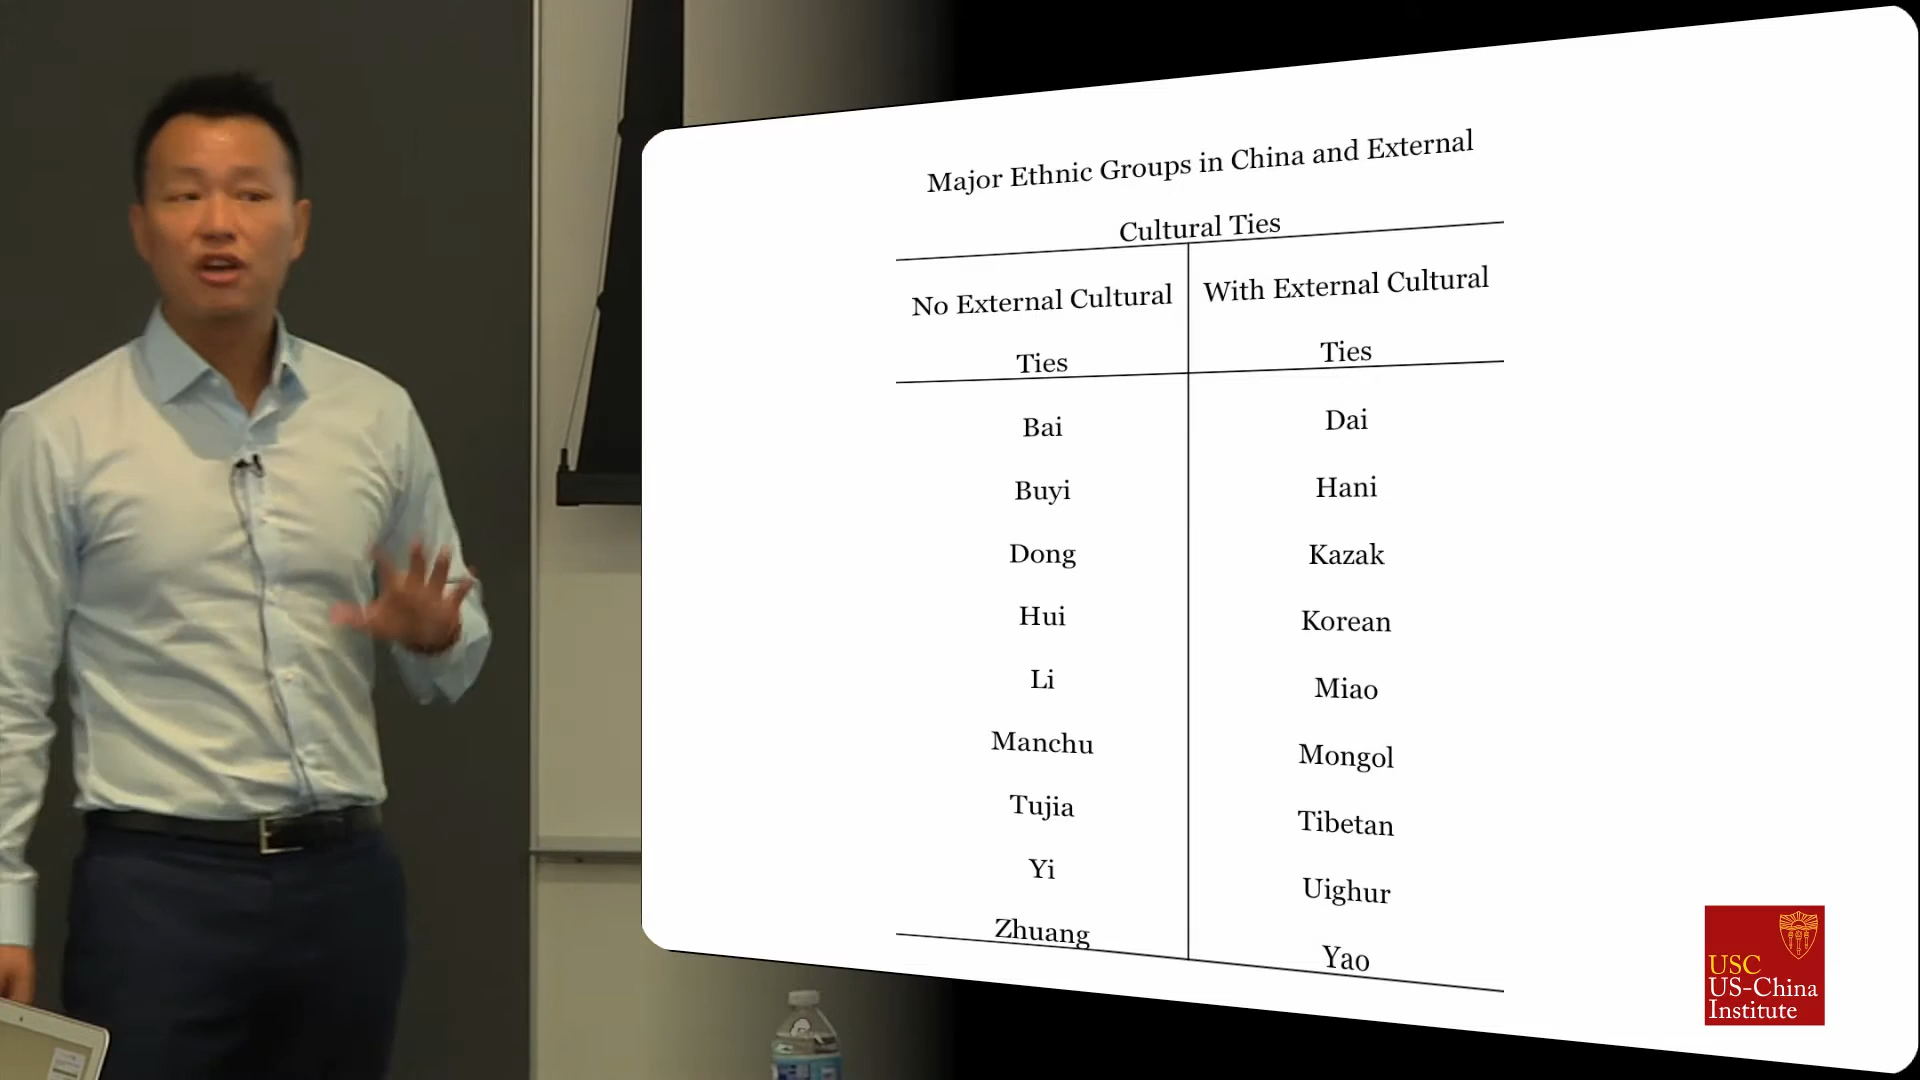 Major Ethnic Groups in China and External
Cultural Ties
No External Cultural
Ties
With External Cultural
Ties
Bai
Dai
Buyi
Hani
Dong
Kazak
Hui
Korean
Li
Miao
Manchu
Mongol
Tujia
Tibetan
Yi
Uighur
Zhuang
Yao
USC
US-China
Institute